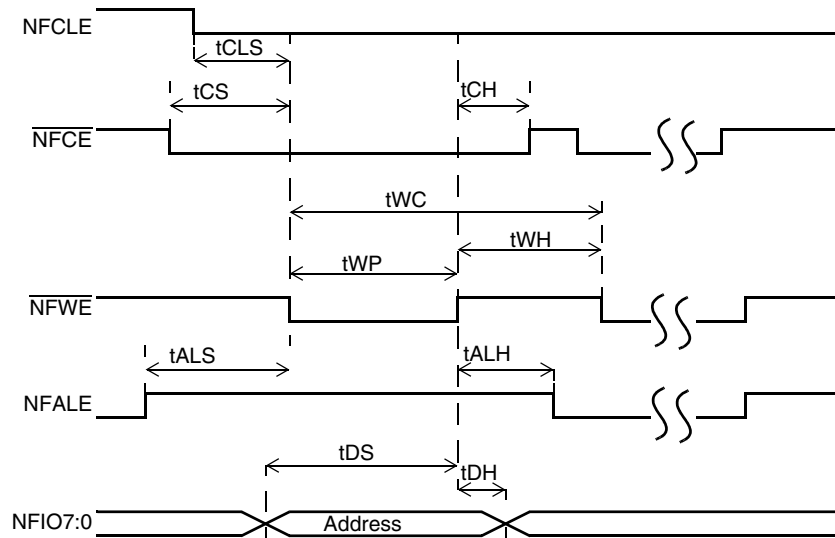 NFCLE
tCLS
tCS
tCH
NFCE
tWC
tWH
tWP
NFWE
tALS
tALH
NFALE
tDS
tDH
NFIO7:0
Address